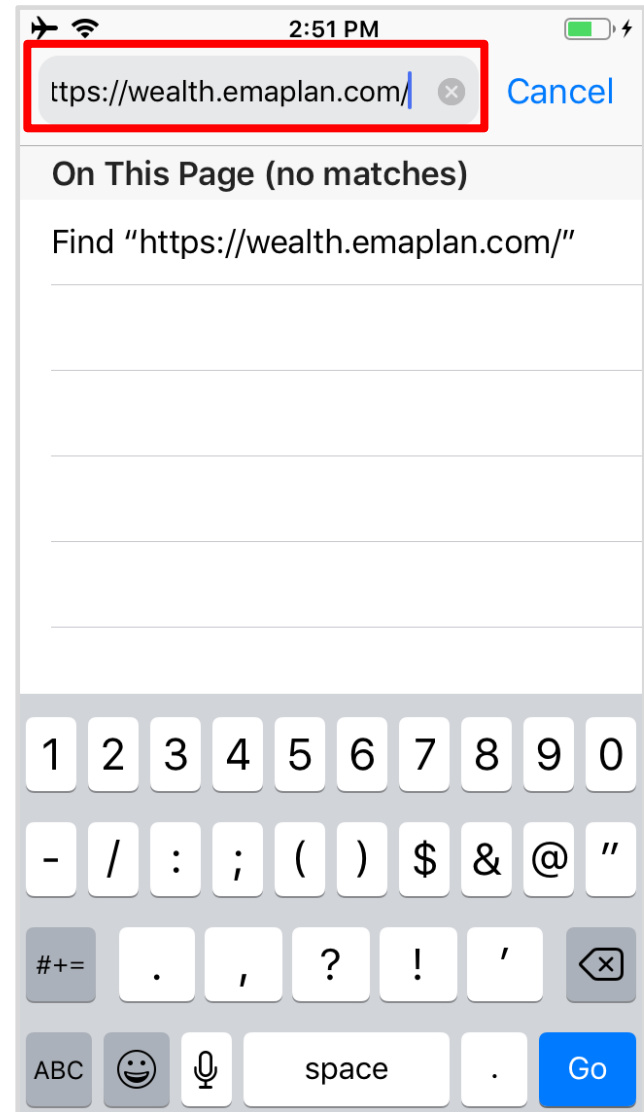 2:51 PM
ttps://wealth.emaplan.com/ Cancel
On This Page (no matches)
Find “https://wealth.emaplan.com/”
1 2 3 4 5 6 7 8 9 0
- / : ; ( ) $ & @ "
#+= . , ? ! '
ABC space . Go